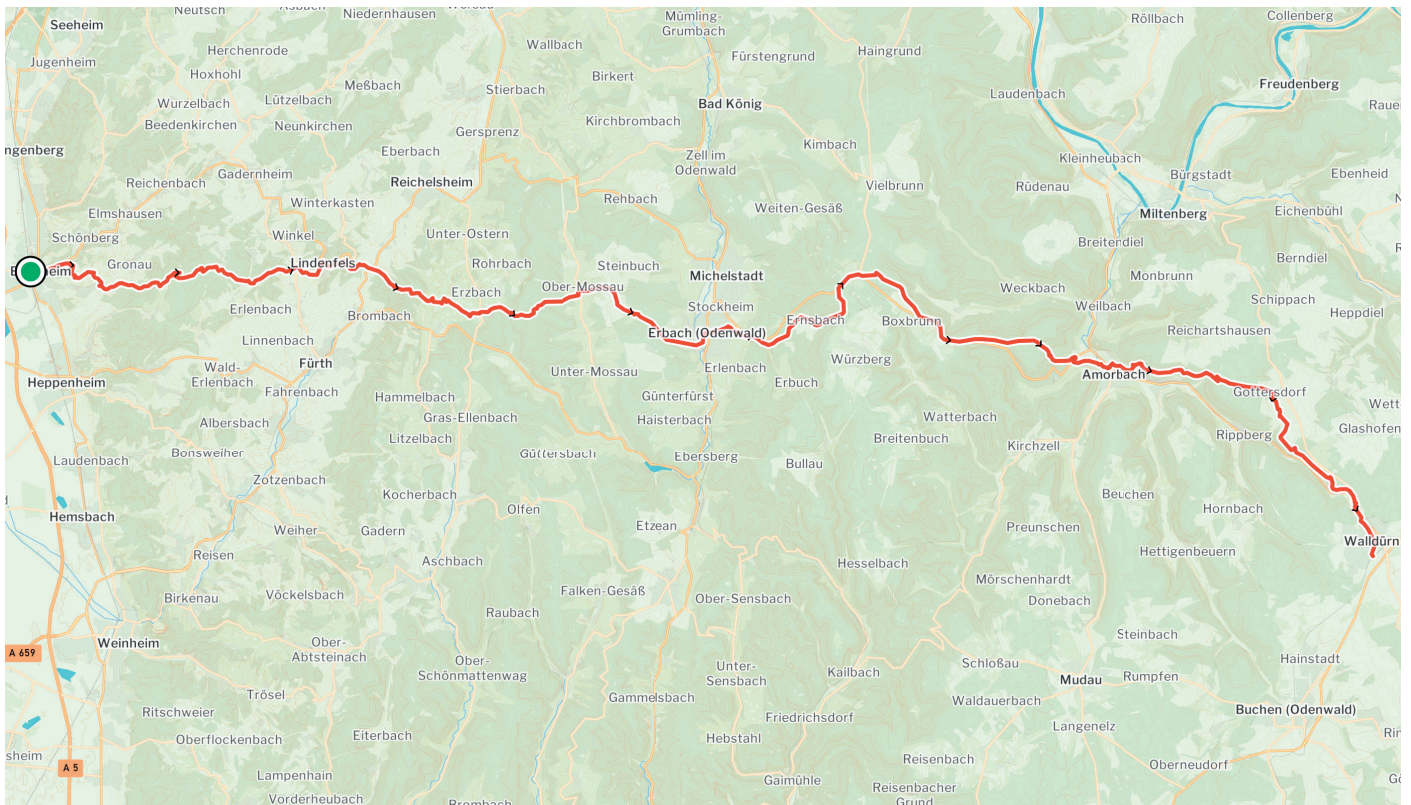 Neutsch
Asbach
Niedernhausen
Mümling-
Grumbach
Röllbach
Collenberg
Seeheim
Herchenrode
Wallbach
Fürstengrund
Haingrund
Jugenheim
Hoxhohl
Meßbach
Birkert
Stierbach
Laudenbach
Freudenberg
Wurzelbach
Lützelbach
Bad König
Rauen
Beedenkirchen
Neunkirchen
Gersprenz
Kirchbrombach
Kimbach
ngenberg
Eberbach
Zell im
Odenwald
Kleinheubach
Gadernheim
Reichenbach
Reichelsheim
Vielbrunn
Rüdenau
Bürgstadt
Ebenheid
Winterkasten
Rehbach
Weiten-Gesäß
Elmshausen
Miltenberg
Eichenbühl
Schönberg
Winkel
Unter-Ostern
Breitendiel
Berndiel
Gronau
Lindenfels
Rohrbach
Steinbuch
Michelstadt
Monbrunn
heim
Erzbach
Ober-Mossau
Weckbach
Schippach
Erlenbach
Brombach
Stockheim
Ernsbach
Boxbrunn
Weilbach
Heppdiel
Linnenbach
Erbach (Odenwald)
Reichartshausen
Wald-
Erlenbach
Fürth
Unter-Mossau
Erlenbach
Würzberg
Amorbach
Heppenheim
Fahrenbach
Erbuch
Gottersdorf
Hammelbach
Günterfürst
Wett
Albersbach
Gras-Ellenbach
Haisterbach
Watterbach
Glashofen
Litzelbach
Breitenbuch
Kirchzell
Rippberg
Laudenbach
Bonsweiher
Güttersbach
Ebersberg
Bullau
Zotzenbach
Kocherbach
Beuchen
Hemsbach
Olfen
Hornbach
Weiher
Gadern
Etzean
Preunschen
Walldürn
Reisen
Aschbach
Hesselbach
Hettigenbeuern
Mörschenhardt
Birkenau
Vöckelsbach
Falken-Gesäß
Ober-Sensbach
Donebach
Raubach
Weinheim
Ober-
Abtsteinach
Steinbach
A 659
Ober-
Schönmattenwag
Unter-
Sensbach
Schloßau
Hainstadt
Kailbach
Mudau
Rumpfen
Trösel
Gammelsbach
Waldauerbach
Ritschweier
Friedrichsdorf
Buchen (Odenwald)
Langenelz
Oberflockenbach
Eiterbach
Hebstahl
sheim
Reisenbach
Oberneudorf
A 5
Lampenhain
Gaimühle
Reisenbacher
Grund
Vorderheubach
Brombach